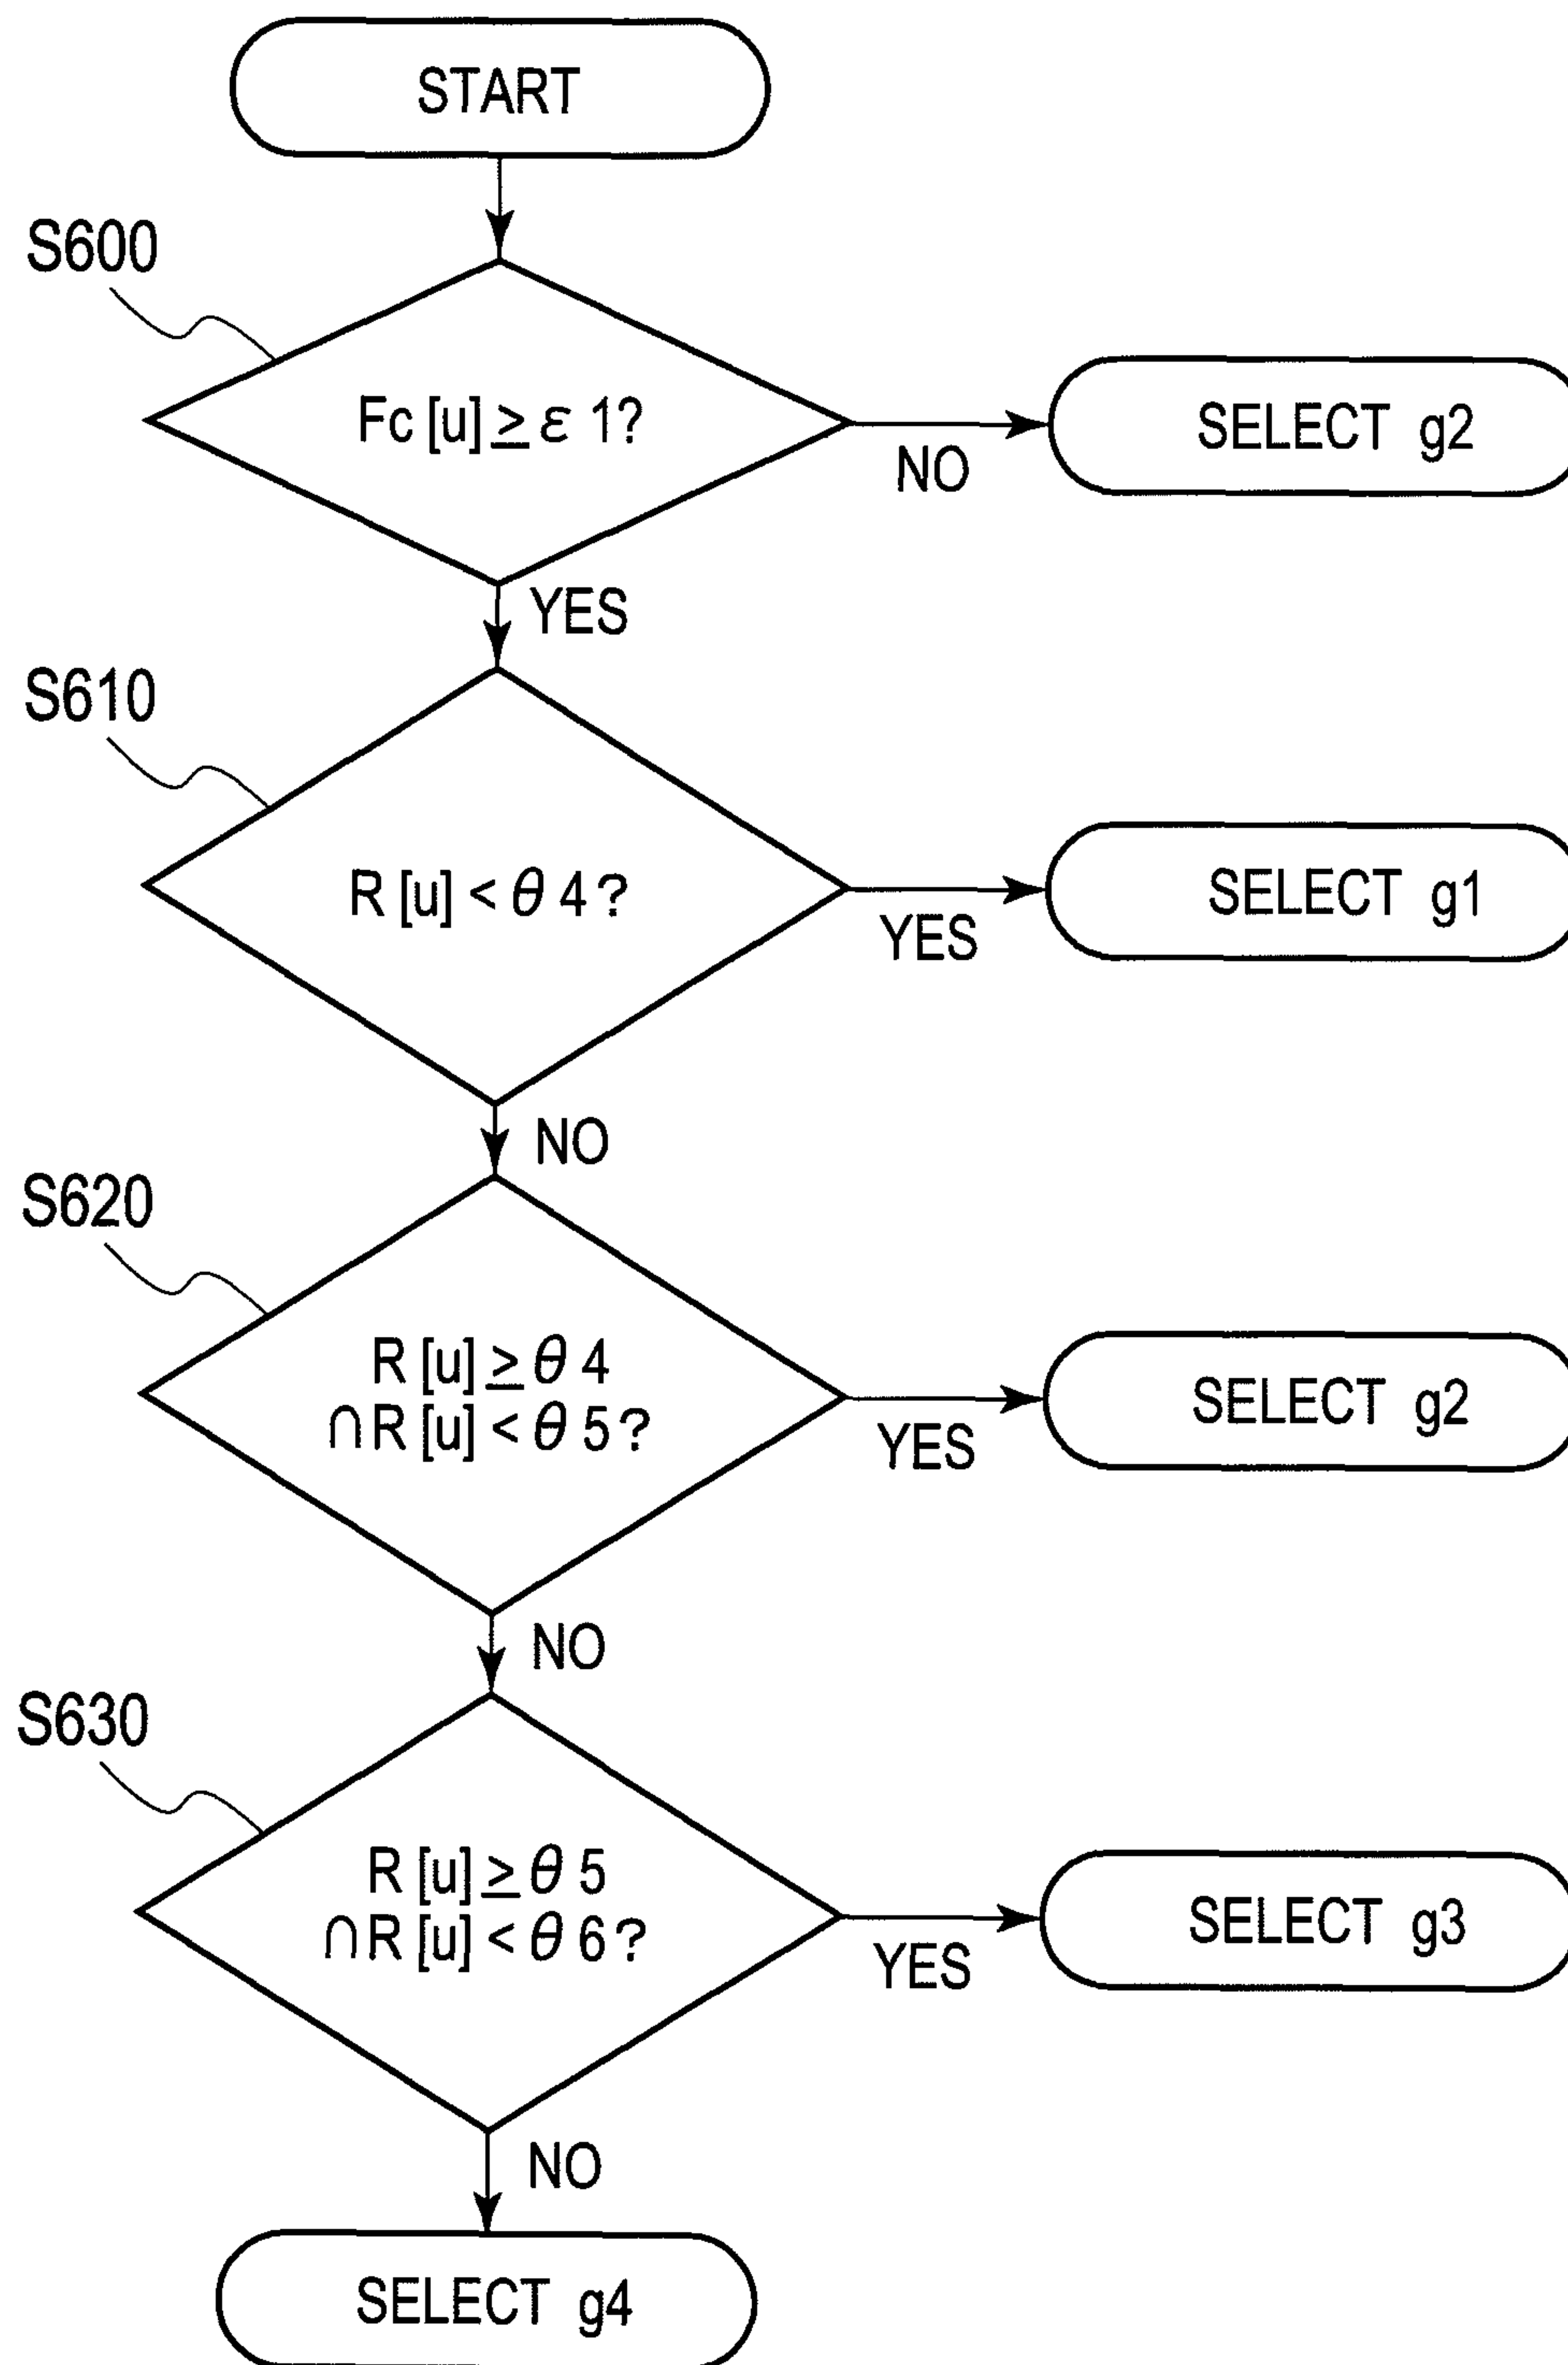 START
S600
Fc [u] ≥ ε 1?
NO
SELECT g2
YES
S610
R [u] < θ 4?
YES
SELECT g1
NO
S620
R [u] ≥ θ 4
∩ R [u] < θ 5?
YES
SELECT g2
NO
S630
R [u] ≥ θ 5
∩ R [u] < θ 6?
YES
SELECT g3
NO
SELECT g4